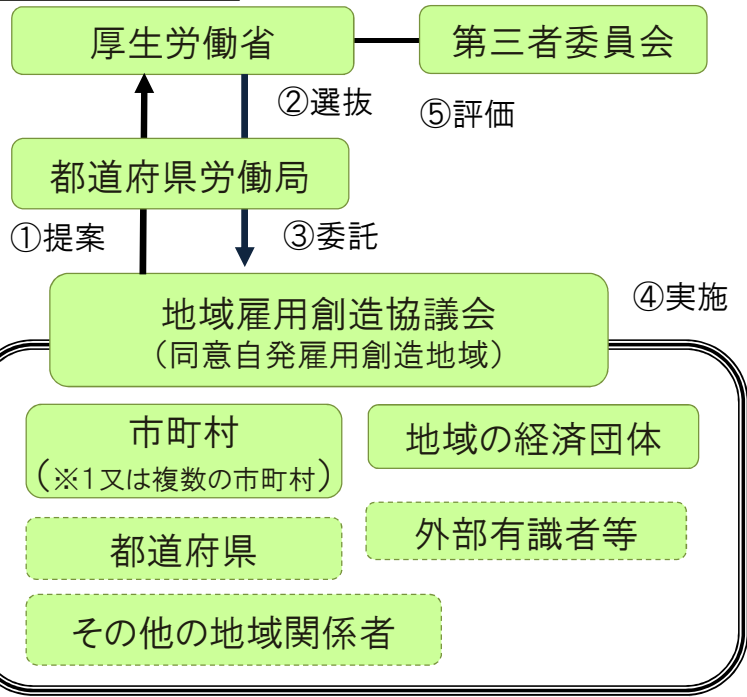 厚生労働省
第三者委員会
②選抜
⑤評価
都道府県労働局
①提案
③委託
地域雇用創造協議会
（同意自発雇用創造地域）
④実施
市町村
（※1又は複数の市町村）
地域の経済団体
都道府県
外部有識者等
その他の地域関係者